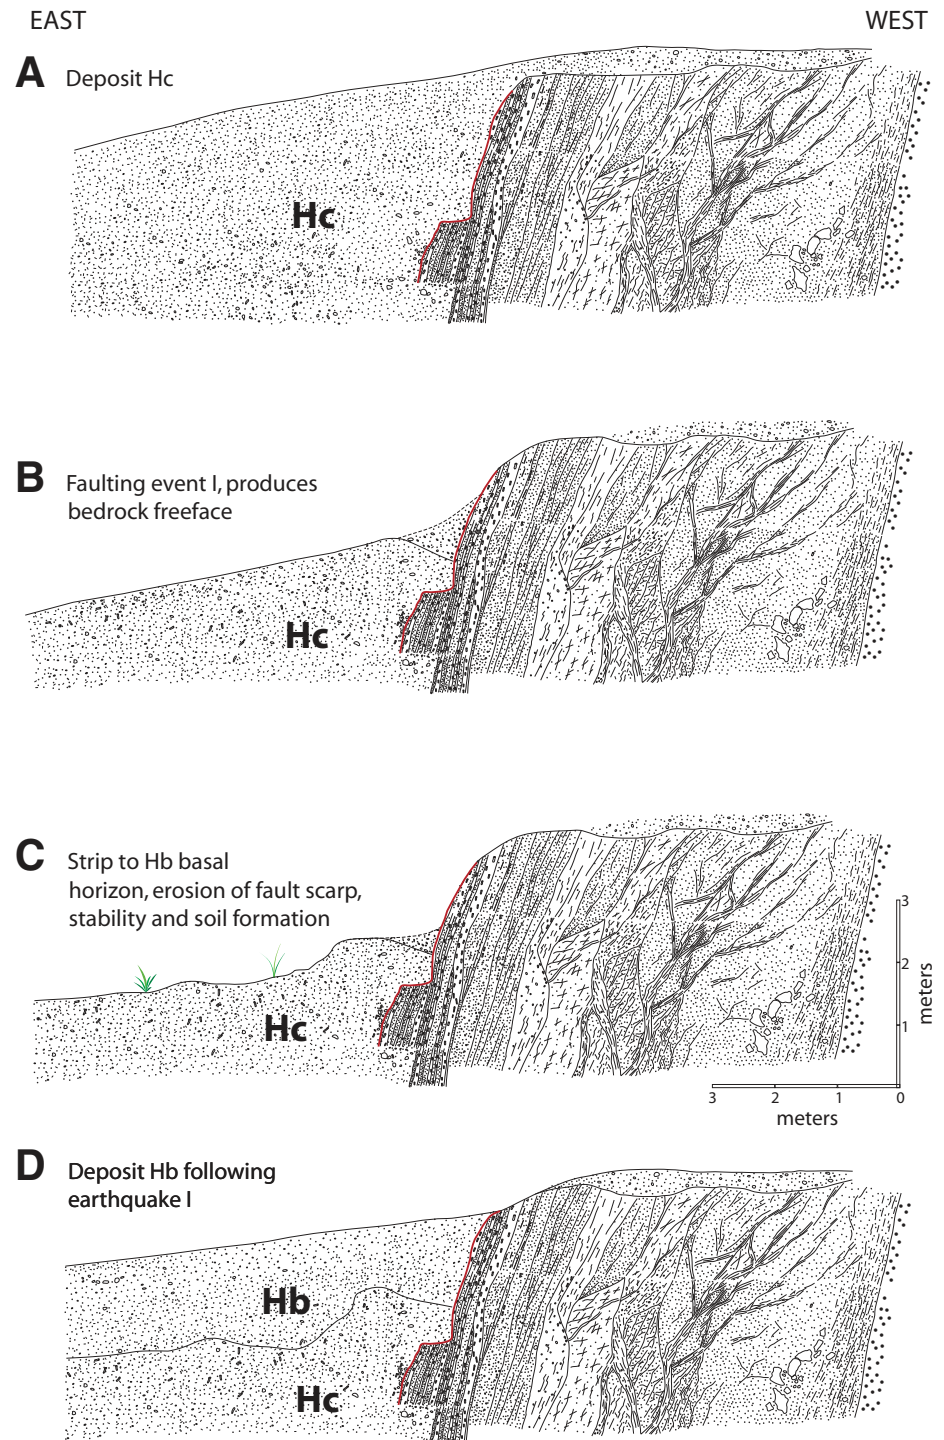 EAST
WEST
A Deposit Hc
Hc
B Faulting event I, produces
bedrock freeface
Hc
C Strip to Hb basal
horizon, erosion of fault scarp,
stability and soil formation
Hc
3
2
1
meters
3 2 1 0
meters
D Deposit Hb following
earthquake I
Hb
Hc